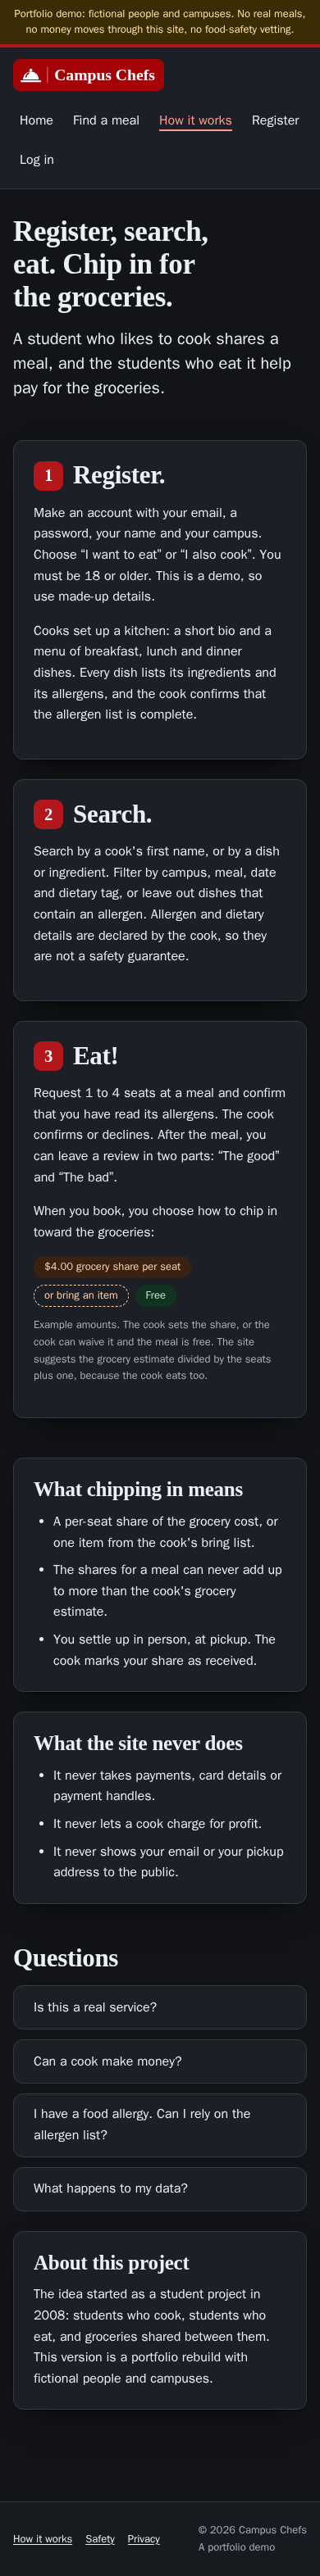 Portfolio demo: fictional people and campuses. No real meals,
no money moves through this site, no food-safety vetting.
Campus Chefs
Home Find a meal How it works Register
Log in
Register, search,
eat. Chip in for
the groceries.
A student who likes to cook shares a
meal, and the students who eat it help
pay for the groceries.
1 Register.
Make an account with your email, a
password, your name and your campus.
Choose “I want to eat” or “I also cook”. You
must be 18 or older. This is a demo, so
use made-up details.
Cooks set up a kitchen: a short bio and a
menu of breakfast, lunch and dinner
dishes. Every dish lists its ingredients and
its allergens, and the cook confirms that
the allergen list is complete.
2 Search.
Search by a cook's first name, or by a dish
or ingredient. Filter by campus, meal, date
and dietary tag, or leave out dishes that
contain an allergen. Allergen and dietary
details are declared by the cook, so they
are not a safety guarantee.
3 Eat!
Request 1 to 4 seats at a meal and confirm
that you have read its allergens. The cook
confirms or declines. After the meal, you
can leave a review in two parts: “The good”
and “The bad”.
When you book, you choose how to chip in
toward the groceries:
$4.00 grocery share per seat
or bring an item Free
Example amounts. The cook sets the share, or the
cook can waive it and the meal is free. The site
suggests the grocery estimate divided by the seats
plus one, because the cook eats too.
What chipping in means
• A per-seat share of the grocery cost, or
one item from the cook's bring list.
• The shares for a meal can never add up
to more than the cook's grocery
estimate.
• You settle up in person, at pickup. The
cook marks your share as received.
What the site never does
• It never takes payments, card details or
payment handles.
• It never lets a cook charge for profit.
• It never shows your email or your pickup
address to the public.
Questions
Is this a real service?
Can a cook make money?
I have a food allergy. Can I rely on the
allergen list?
What happens to my data?
About this project
The idea started as a student project in
2008: students who cook, students who
eat, and groceries shared between them.
This version is a portfolio rebuild with
fictional people and campuses.
How it works Safety Privacy
© 2026 Campus Chefs
A portfolio demo